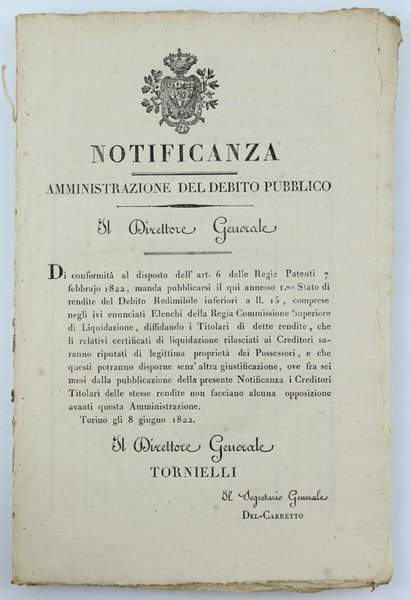 NOTIFICANZA
AMMINISTRAZIONE DEL DEBITO PUBBLICO
Il Direttore Generale
Di conformità al disposto dell' art. 6 delle Regie Patenti 7
febbrajo 1822, manda pubblicarsi il qui annesso 1.mo Stato di
rendite del Debito Redimibile inferiori a ll. 15, comprese
negli ivi enunciati Elenchi della Regia Commissione Superiore
di Liquidazione, diffidando i Titolari di dette rendite, che
li relativi certificati di liquidazione rilasciati ai Creditori sa-
ranno riputati di legittima proprietà dei Possessori, e che
questi potranno disporne senz' altra giustificazione, ove fra sei
mesi dalla pubblicazione della presente Notificanza i Creditori
Titolari delle stesse rendite non facciano alcuna opposizione
avanti questa Amministrazione.
Torino gli 8 giugno 1822.
Il Direttore Generale
TORNIELLI
Il Segretario Generale
DEL-CARRETTO